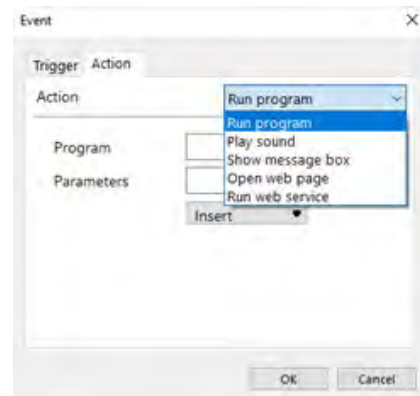 Event
Trigger Action
Action Run program
Run program
Play sound
Program
Show message box
Parameters
Open web page
Run web service
Insert
OK Cancel